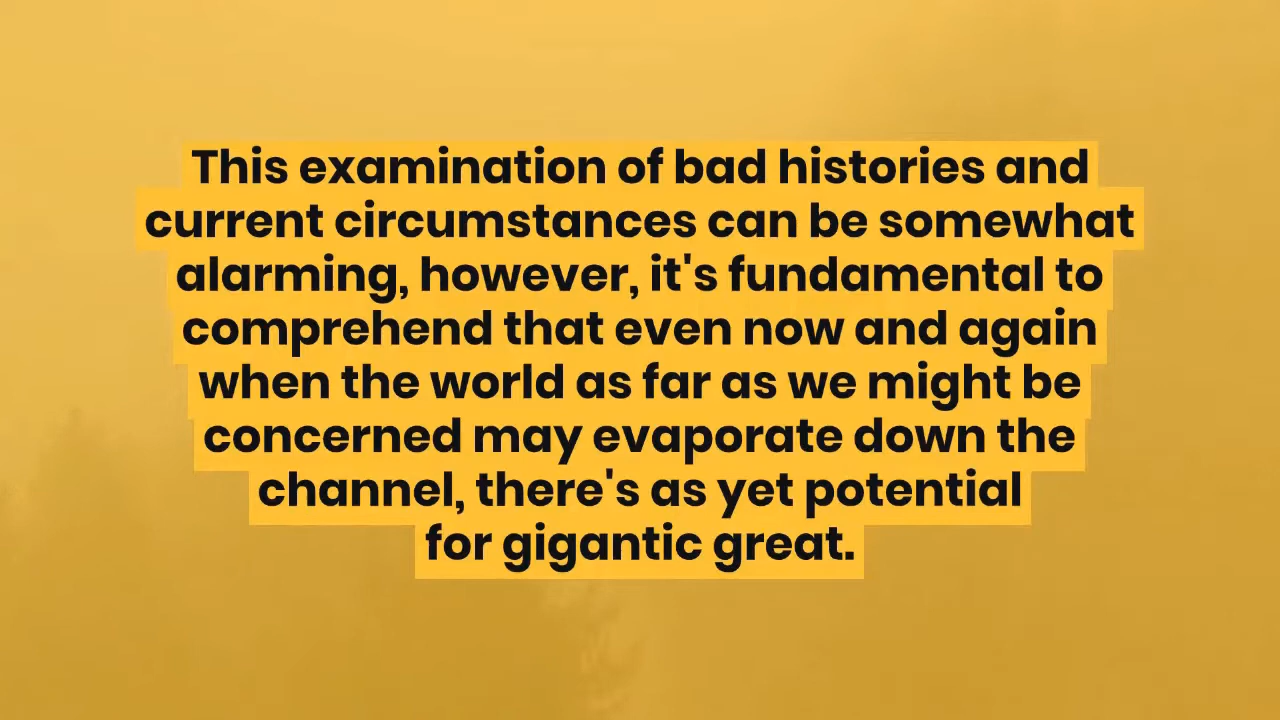 This examination of bad histories and
current circumstances can be somewhat
alarming, however, it's fundamental to
comprehend that even now and again
when the world as far as we might be
concerned may evaporate down the
channel, there's as yet potential
for gigantic great.